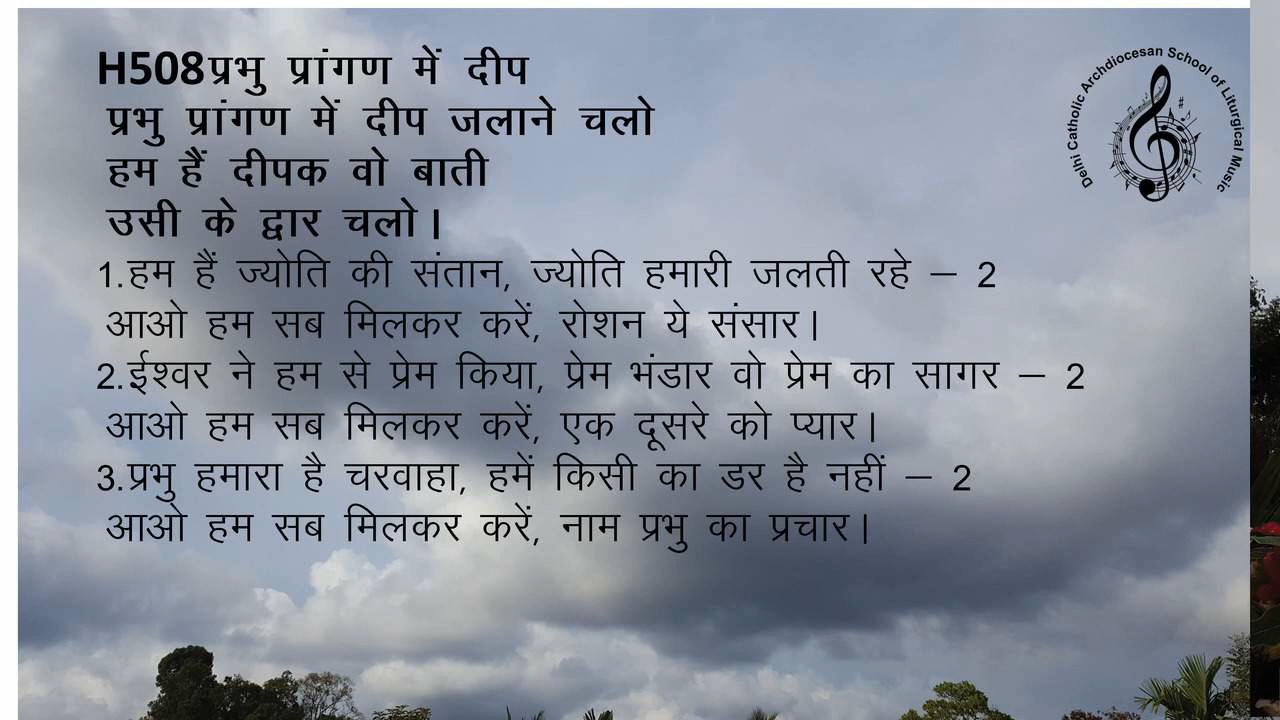 H508प्रभु प्रांगण में दीप
प्रभु प्रांगण में दीप जलाने चलो
हम हैं दीपक वो बाती
उसी के द्वार चलो।
1.हम हैं ज्योति की संतान, ज्योति हमारी जलती रहे – 2
आओ हम सब मिलकर करें, रोशन ये संसार।
2.ईश्वर ने हम से प्रेम किया, प्रेम भंडार वो प्रेम का सागर – 2
आओ हम सब मिलकर करें, एक दूसरे को प्यार।
3.प्रभु हमारा है चरवाहा, हमें किसी का डर है नहीं – 2
आओ हम सब मिलकर करें, नाम प्रभु का प्रचार।
Delhi Catholic Archdiocesan School of Liturgical Music